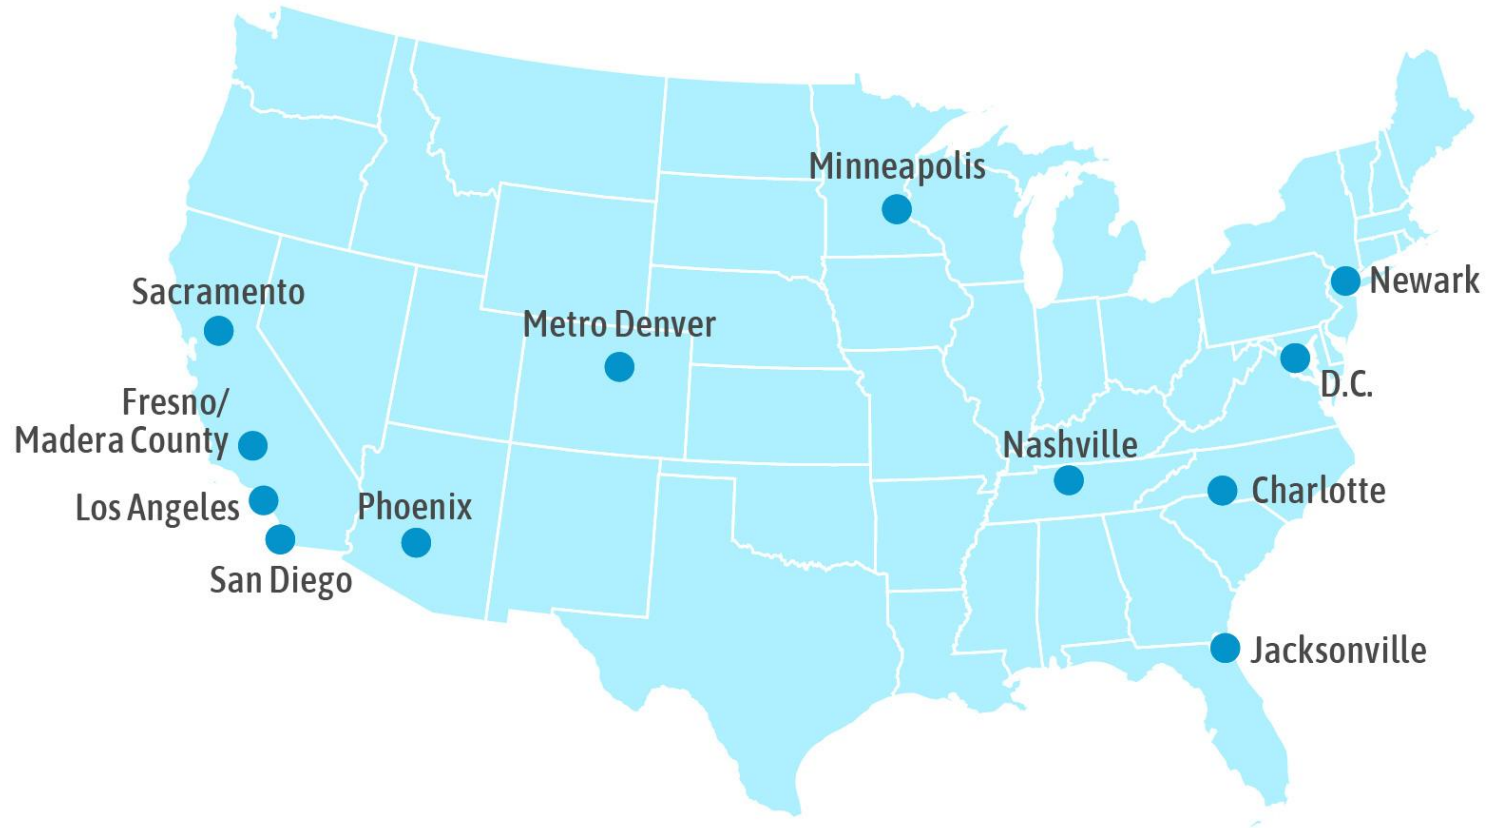 Minneapolis
Newark
Sacramento
Metro Denver
D.C.
Fresno/
Madera County
Nashville
Charlotte
Los Angeles
Phoenix
San Diego
Jacksonville